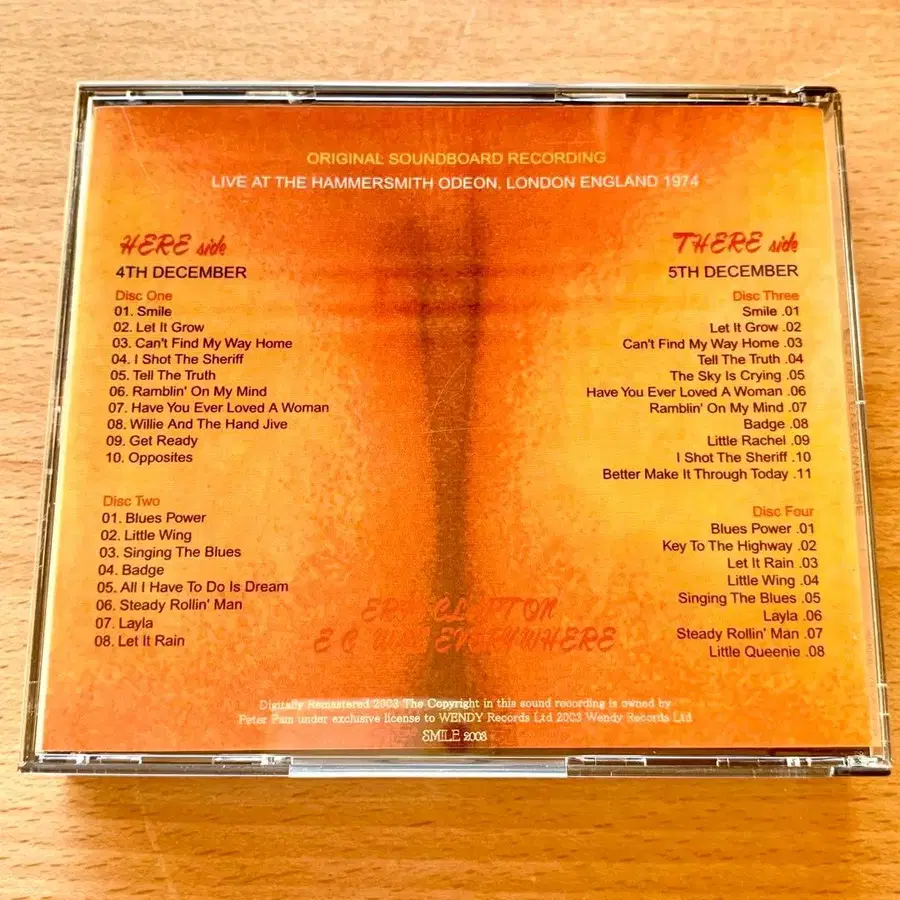 ORIGINAL SOUNDBOARD RECORDING
LIVE AT THE HAMMERSMITH ODEON, LONDON ENGLAND 1974
HERE side
4TH DECEMBER
Disc One
01. Smile
02. Let It Grow
03. Can't Find My Way Home
04. I Shot The Sheriff
05. Tell The Truth
06. Ramblin' On My Mind
07. Have You Ever Loved A Woman
08. Willie And The Hand Jive
09. Get Ready
10. Opposites
Disc Two
01. Blues Power
02. Little Wing
03. Singing The Blues
04. Badge
05. All I Have To Do Is Dream
06. Steady Rollin' Man
07. Layla
08. Let It Rain
THERE side
5TH DECEMBER
Disc Three
Smile .01
Let It Grow .02
Can't Find My Way Home .03
Tell The Truth .04
The Sky Is Crying .05
Have You Ever Loved A Woman .06
Ramblin' On My Mind .07
Badge .08
Little Rachel .09
I Shot The Sheriff .10
Better Make It Through Today .11
Disc Four
Blues Power .01
Key To The Highway .02
Let It Rain .03
Little Wing .04
Singing The Blues .05
Layla .06
Steady Rollin' Man .07
Little Queenie .08
ERIC CLAPTON
E C WAS EVERYWHERE
Digitally Remastered 2003 The Copyright in this sound recording is owned by
Peter Pam under exclusive license to WENDY Records Ltd 2003 Wendy Records Ltd
SMILE 2003